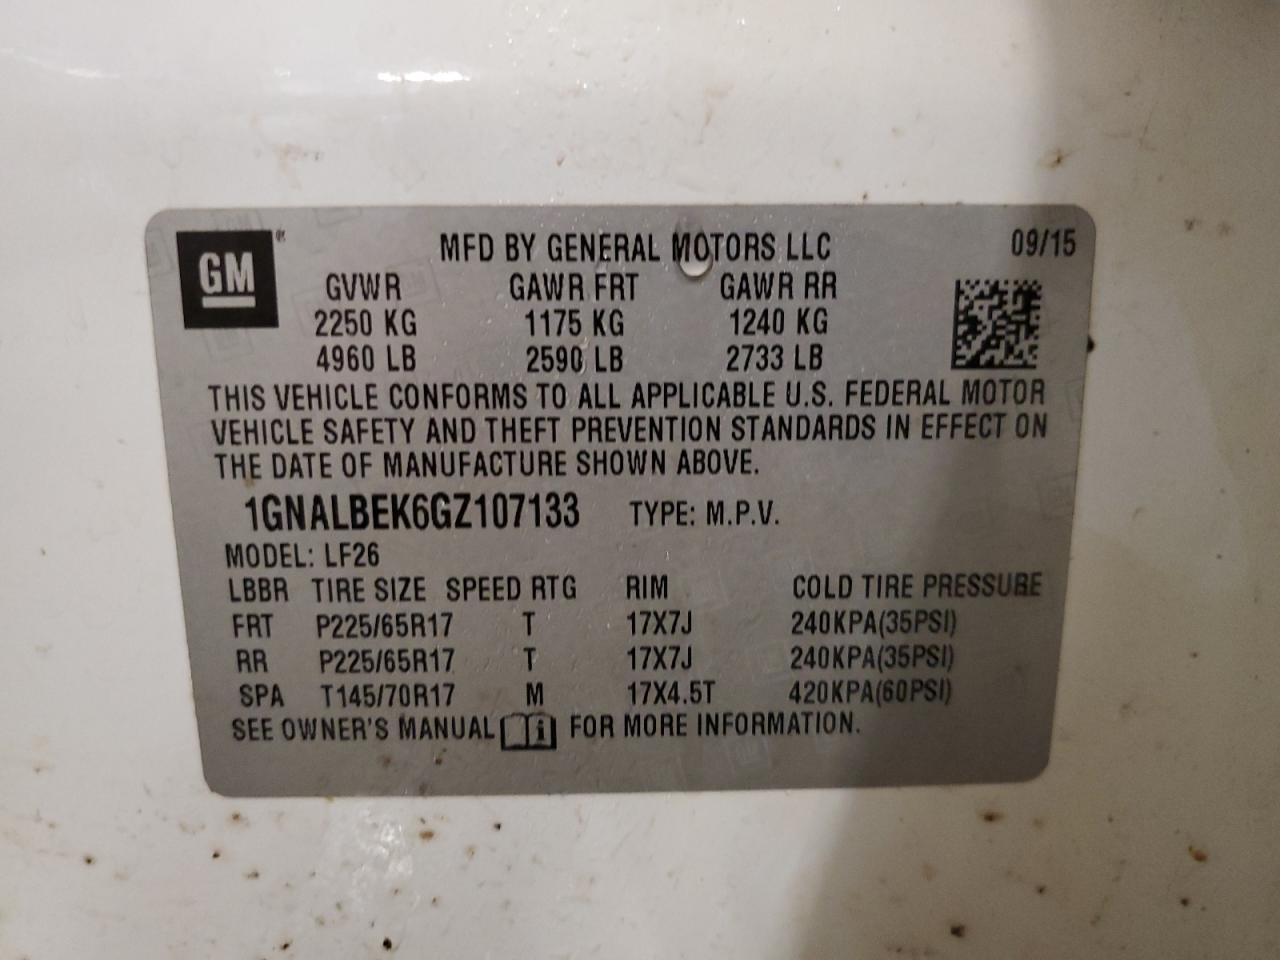 GM ® MFD BY GENERAL MOTORS LLC 09/15
GVWR GAWR FRT GAWR RR
2250 KG 1175 KG 1240 KG
4960 LB 2590 LB 2733 LB
THIS VEHICLE CONFORMS TO ALL APPLICABLE U.S. FEDERAL MOTOR
VEHICLE SAFETY AND THEFT PREVENTION STANDARDS IN EFFECT ON
THE DATE OF MANUFACTURE SHOWN ABOVE.
1GNALBEK6GZ107133 TYPE: M.P.V.
MODEL: LF26
LBBR TIRE SIZE SPEED RTG RIM COLD TIRE PRESSURE
FRT P225/65R17 T 17X7J 240KPA(35PSI)
RR P225/65R17 T 17X7J 240KPA(35PSI)
SPA T145/70R17 M 17X4.5T 420KPA(60PSI)
SEE OWNER'S MANUAL i FOR MORE INFORMATION.